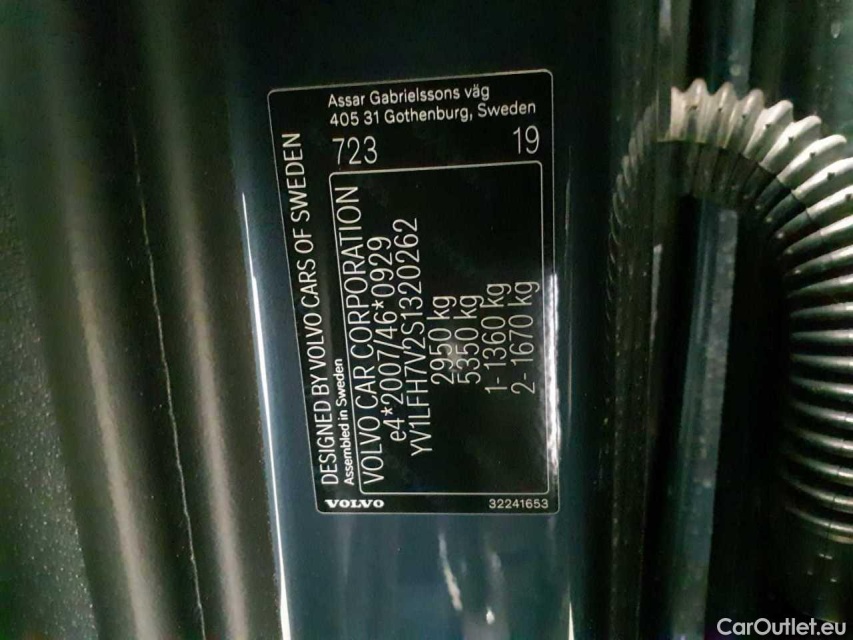 Assar Gabrielssons väg
405 31 Gothenburg, Sweden
723 19
DESIGNED BY VOLVO CARS OF SWEDEN
Assembled in Sweden
VOLVO CAR CORPORATION
e4*2007/46*0929
YV1LFH7V2S1320262
2950 kg
5350 kg
1- 1360 kg
2- 1670 kg
VOLVO 32241653
CarOutlet.eu